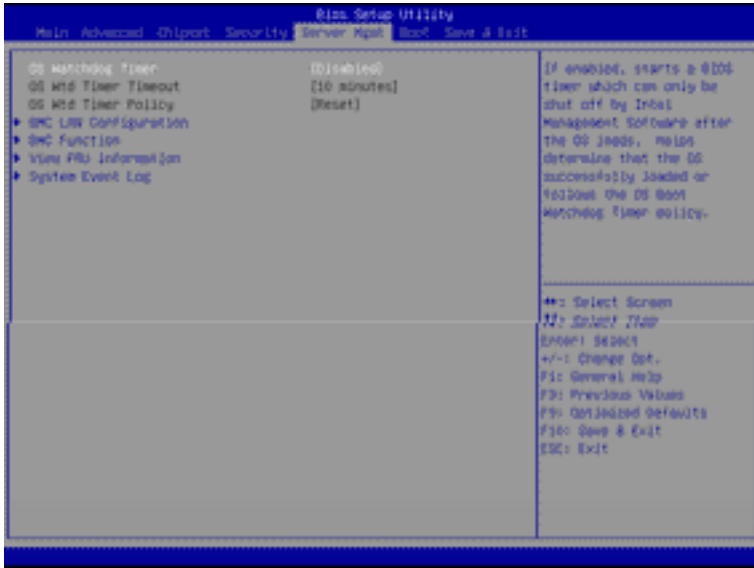 Bios Setup Utility
Main Advanced Chipset Security Server Mgmt Boot Save & Exit
OS Watchdog Timer [Disabled]
OS Wtd Timer Timeout [10 minutes]
OS Wtd Timer Policy [Reset]
BMC LAN Configuration
BMC Function
View FRU Information
System Event Log
If enabled, starts a BIOS
timer which can only be
shut off by Intel
Management Software after
the OS loads. Helps
determine that the OS
successfully loaded or
follows the OS Boot
Watchdog Timer policy.
: Select Screen
: Select Item
Enter: Select
+/-: Change Opt.
F1: General Help
F3: Previous Values
F9: Optimized Defaults
F10: Save & Exit
ESC: Exit